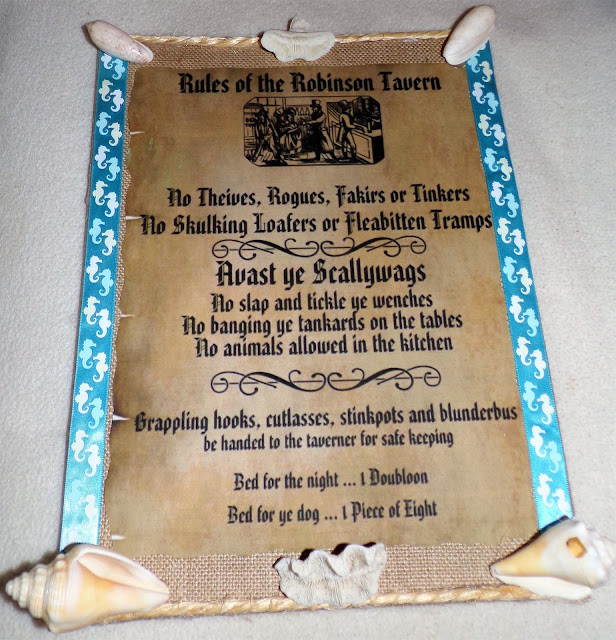 Rules of the Robinson Tavern
No Theives, Rogues, Fakirs or Tinkers
No Skulking Loafers or Fleabitten Tramps
Avast ye Scallywags
No slap and tickle ye wenches
No banging ye tankards on the tables
No animals allowed in the kitchen
Grappling hooks, cutlasses, stinkpots and blunderbus
be handed to the taverner for safe keeping
Bed for the night ... 1 Doubloon
Bed for ye dog ... 1 Piece of Eight